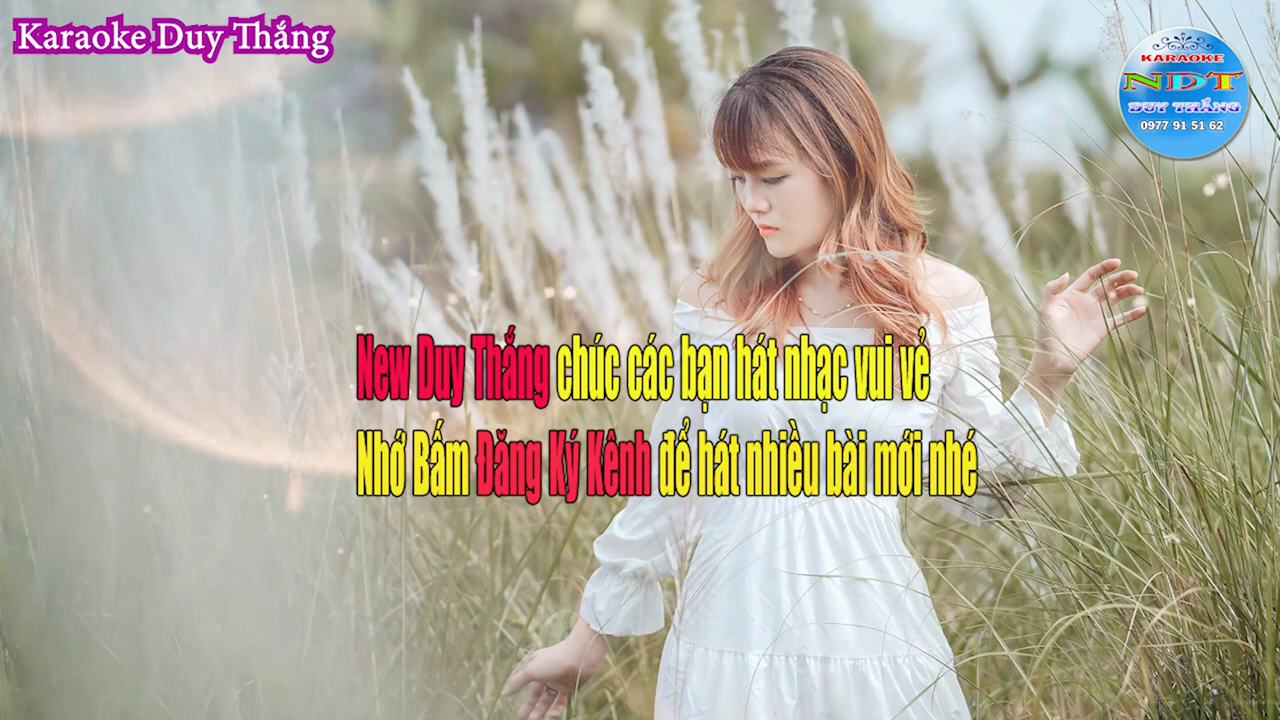 Karaoke Duy Thắng
KARAOKE
NDT
DUY THẮNG
0977 91 51 62
New Duy Thắng chúc các bạn hát nhạc vui vẻ
Nhớ Bấm Đăng Ký Kênh để hát nhiều bài mới nhé